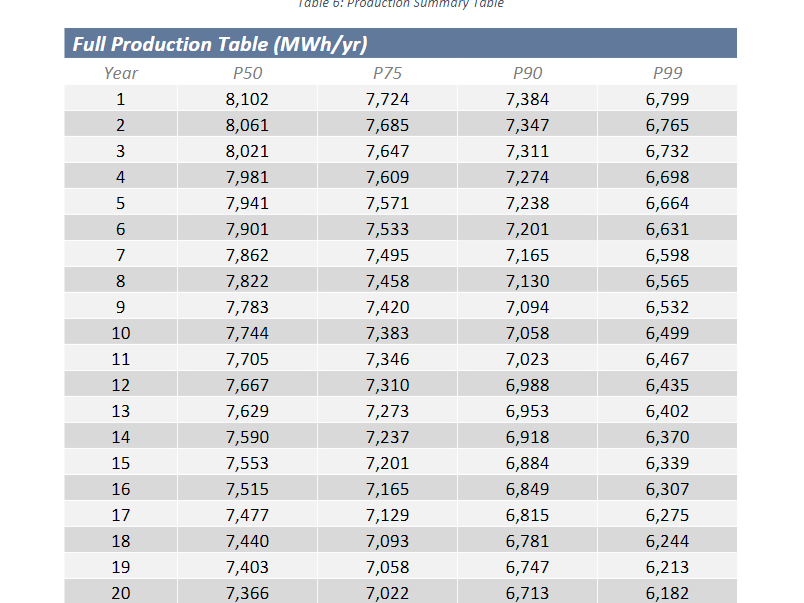 Table 6: Production Summary Table
Full Production Table (MWh/yr)
Year P50 P75 P90 P99
1 8,102 7,724 7,384 6,799
2 8,061 7,685 7,347 6,765
3 8,021 7,647 7,311 6,732
4 7,981 7,609 7,274 6,698
5 7,941 7,571 7,238 6,664
6 7,901 7,533 7,201 6,631
7 7,862 7,495 7,165 6,598
8 7,822 7,458 7,130 6,565
9 7,783 7,420 7,094 6,532
10 7,744 7,383 7,058 6,499
11 7,705 7,346 7,023 6,467
12 7,667 7,310 6,988 6,435
13 7,629 7,273 6,953 6,402
14 7,590 7,237 6,918 6,370
15 7,553 7,201 6,884 6,339
16 7,515 7,165 6,849 6,307
17 7,477 7,129 6,815 6,275
18 7,440 7,093 6,781 6,244
19 7,403 7,058 6,747 6,213
20 7,366 7,022 6,713 6,182